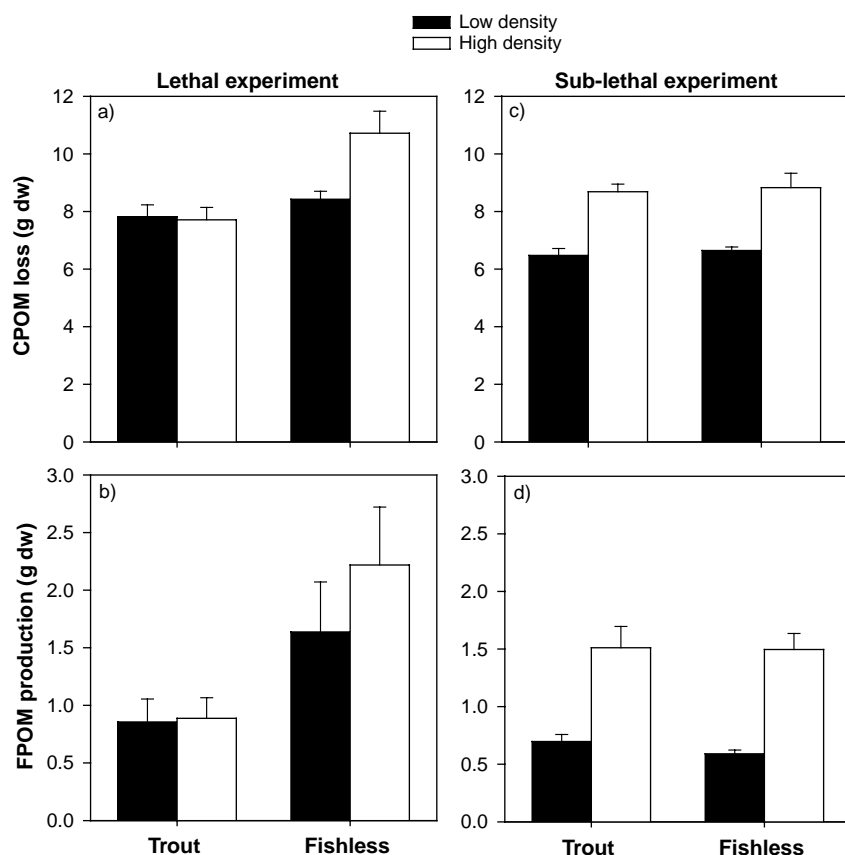 Low density
High density
Lethal experiment
Sub-lethal experiment
a)
12
10
8
6
4
2
0
CPOM loss (g dw)
c)
12
10
8
6
4
2
0
b)
3.0
2.5
2.0
1.5
1.0
0.5
0.0
FPOM production (g dw)
Trout
Fishless
d)
3.0
2.5
2.0
1.5
1.0
0.5
0.0
Trout
Fishless